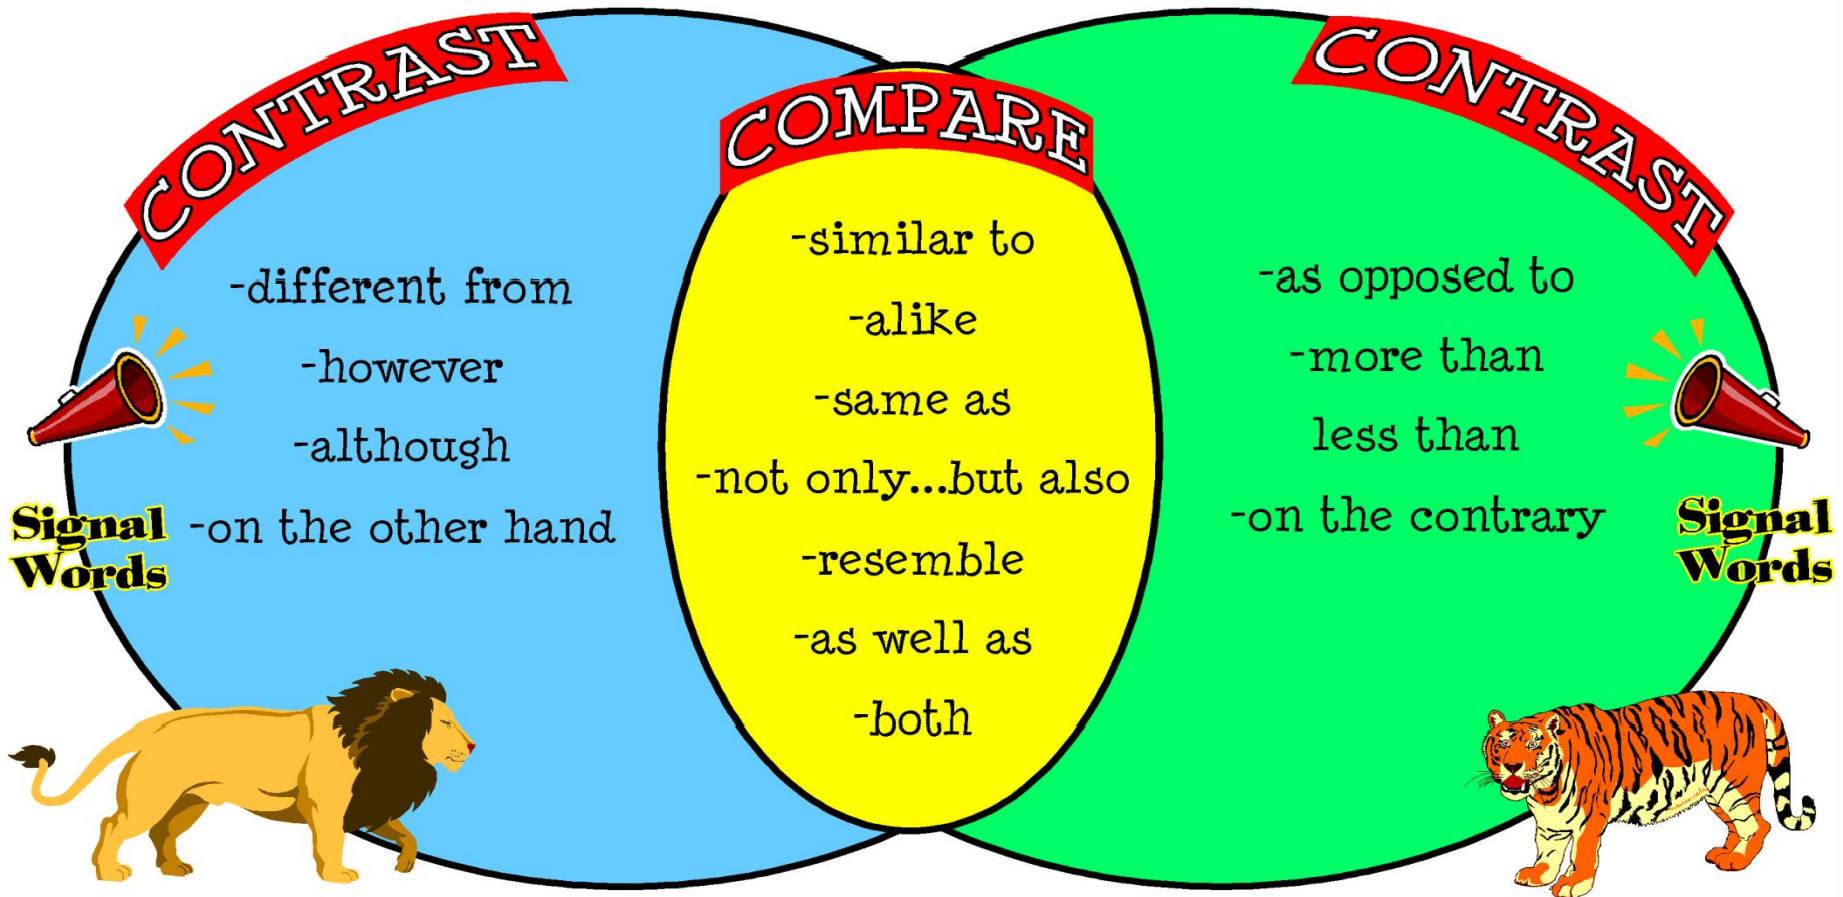 CONTRAST
-different from
-however
-although
-on the other hand
Signal
Words
COMPARE
-similar to
-alike
-same as
-not only...but also
-resemble
-as well as
-both
CONTRAST
-as opposed to
-more than
less than
-on the contrary
Signal
Words